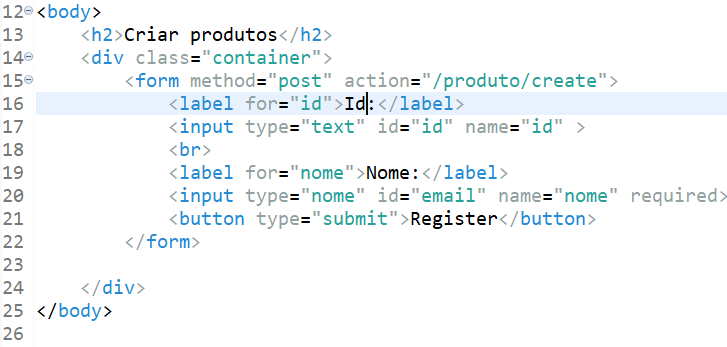 12 <body>
13 <h2>Criar produtos</h2>
14 <div class="container">
15 <form method="post" action="/produto/create">
16 <label for="id">Id:</label>
17 <input type="text" id="id" name="id" >
18 <br>
19 <label for="nome">Nome:</label>
20 <input type="nome" id="email" name="nome" required>
21 <button type="submit">Register</button>
22 </form>
23
24 </div>
25 </body>
26